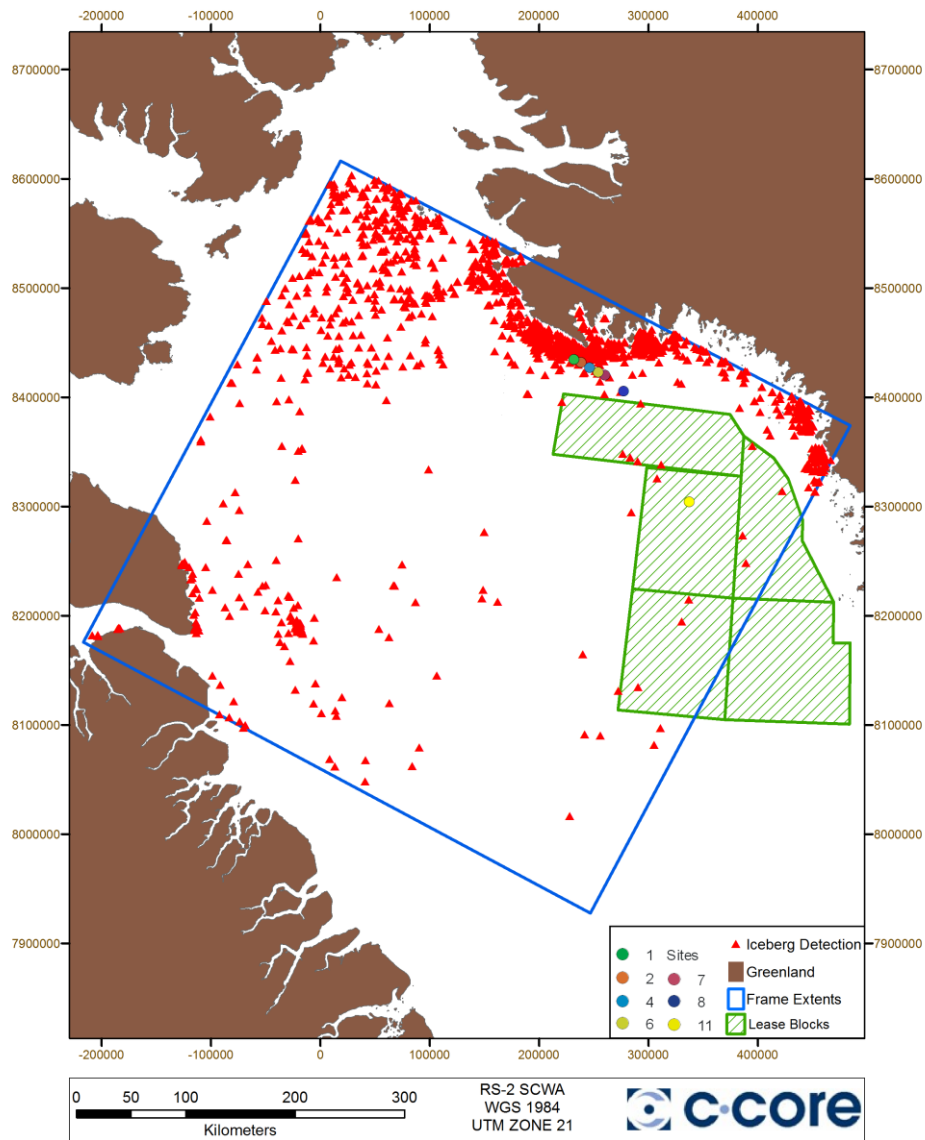 -200000 -100000 0 100000 200000 300000 400000
8700000 8700000
8600000 8600000
8500000 8500000
8400000 8400000
8300000 8300000
8200000 8200000
8100000 8100000
8000000 8000000
7900000 7900000
1 Sites
2 7
4 8
6 11
Iceberg Detection
Greenland
Frame Extents
Lease Blocks
-200000 -100000 0 100000 200000 300000 400000
0 50 100 200 300
Kilometers
RS-2 SCWA
WGS 1984
UTM ZONE 21
c·core